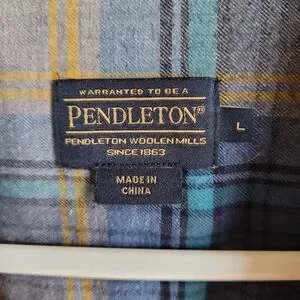 WARRANTED TO BE A
PENDLETON®
L
PENDLETON WOOLEN MILLS
SINCE 1863
MADE IN
CHINA